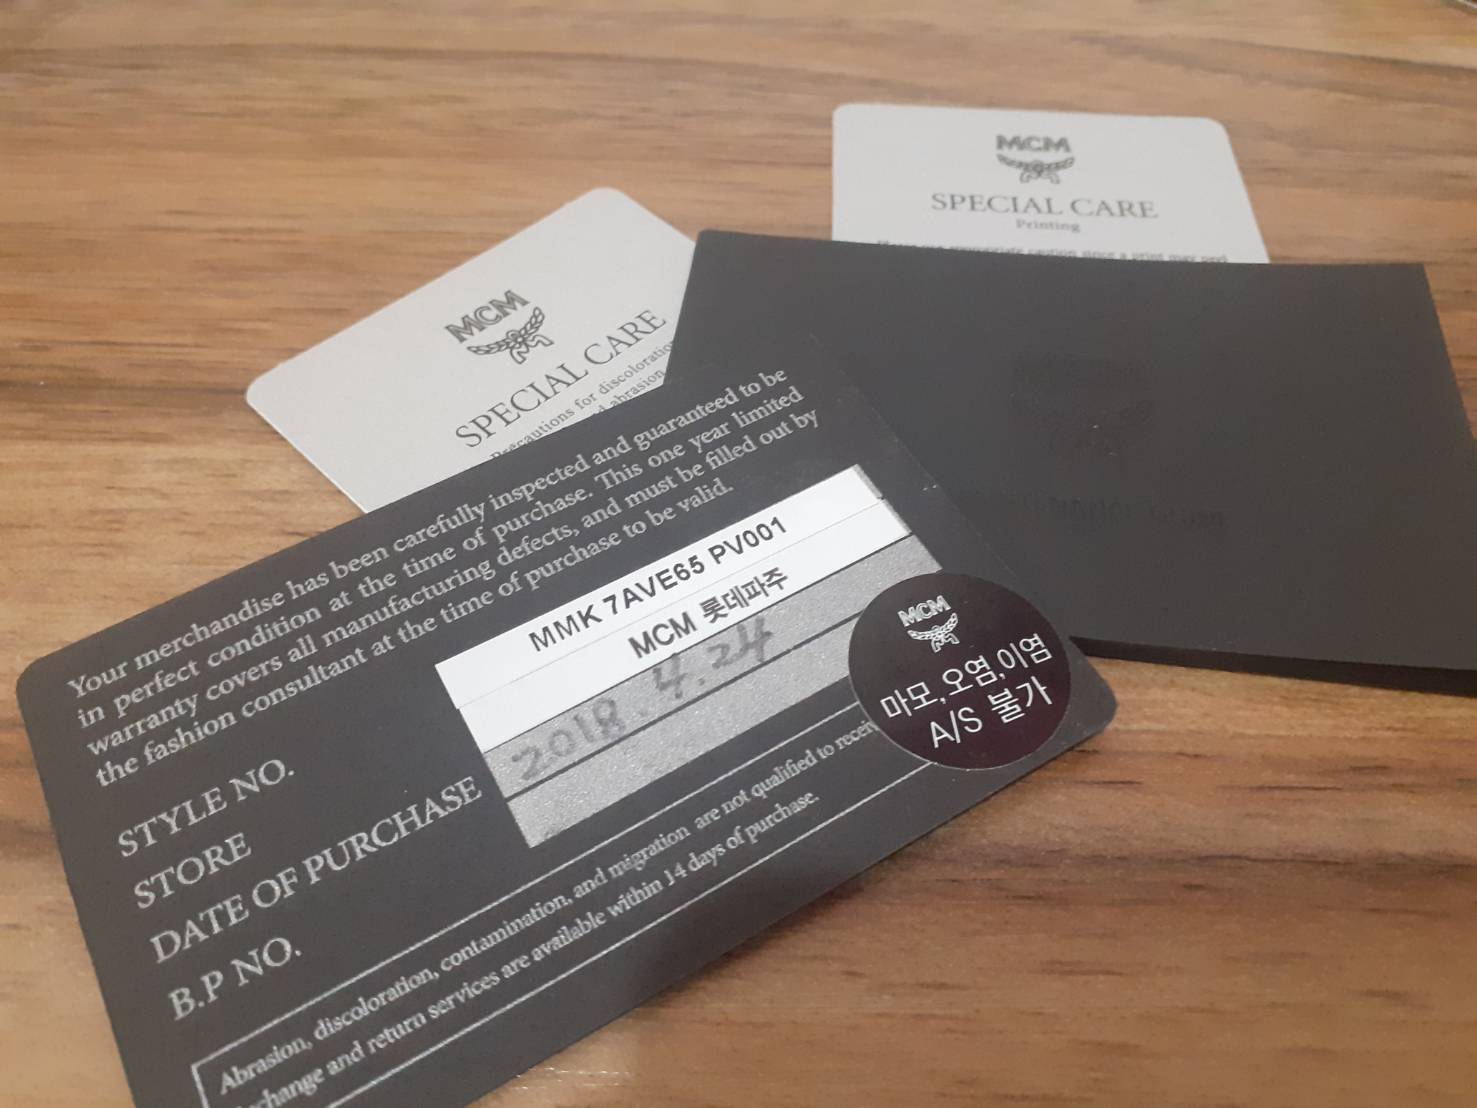 MCM
SPECIAL CARE
Printing
MCM
SPECIAL CARE
Precautions for discoloration
abrasion
Your merchandise has been carefully inspected and guaranteed to be
in perfect condition at the time of purchase. This one year limited
warranty covers all manufacturing defects, and must be filled out by
the fashion consultant at the time of purchase to be valid.
STYLE NO.
MMK 7AVE65 PV001
STORE
MCM 롯데파주
DATE OF PURCHASE
2018. 4. 24
B.P NO.
MCM
마모,오염,이염
A/S 불가
Abrasion, discoloration, contamination, and migration are not qualified to
change and return services are available within 14 days of purchase.